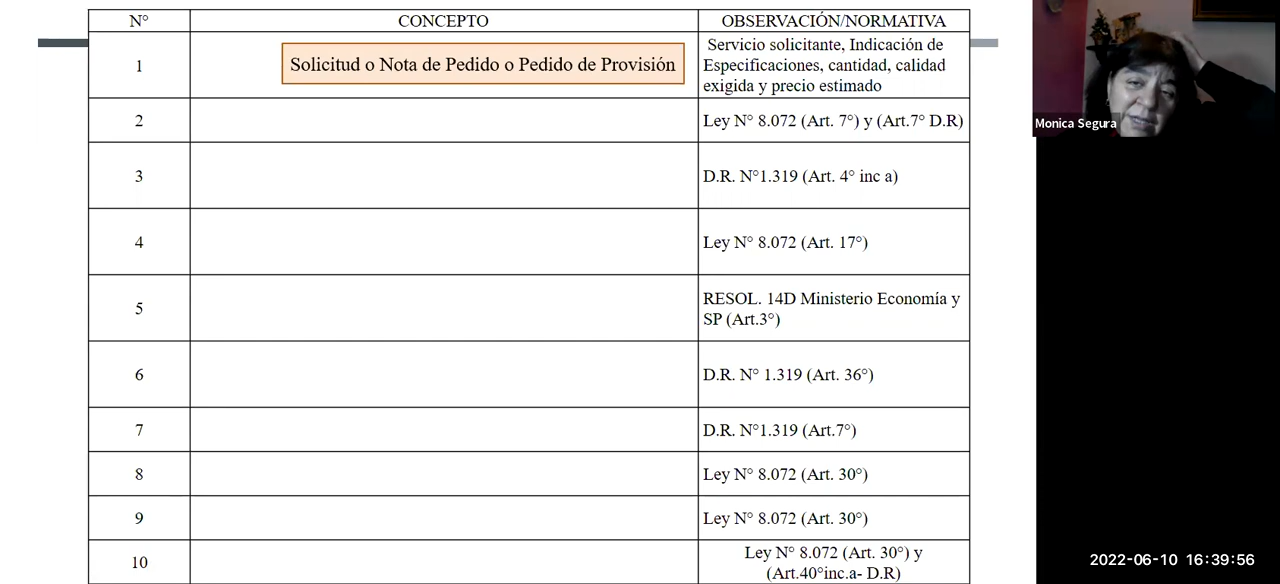 N° CONCEPTO OBSERVACIÓN/NORMATIVA
1 Solicitud o Nota de Pedido o Pedido de Provisión Servicio solicitante, Indicación de
Especificaciones, cantidad, calidad
exigida y precio estimado
2 Ley N° 8.072 (Art. 7°) y (Art.7° D.R)
3 D.R. N°1.319 (Art. 4° inc a)
4 Ley N° 8.072 (Art. 17°)
5 RESOL. 14D Ministerio Economía y
SP (Art.3°)
6 D.R. N° 1.319 (Art. 36°)
7 D.R. N°1.319 (Art.7°)
8 Ley N° 8.072 (Art. 30°)
9 Ley N° 8.072 (Art. 30°)
10 Ley N° 8.072 (Art. 30°) y
(Art.40°inc.a- D.R)
Monica Segura
2022-06-10 16:39:56